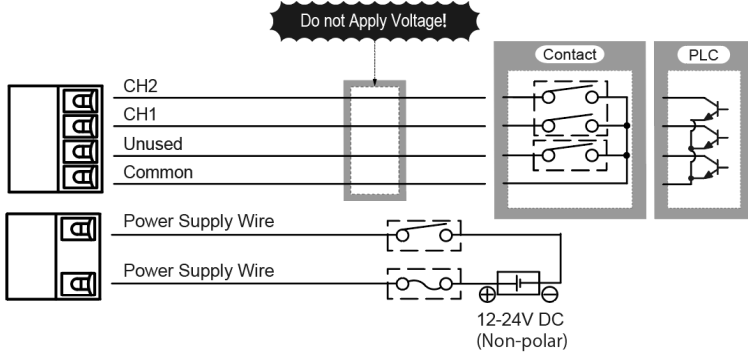 Do not Apply Voltage!
Contact
PLC
CH2
CH1
Unused
Common
Power Supply Wire
Power Supply Wire
12-24V DC
(Non-polar)